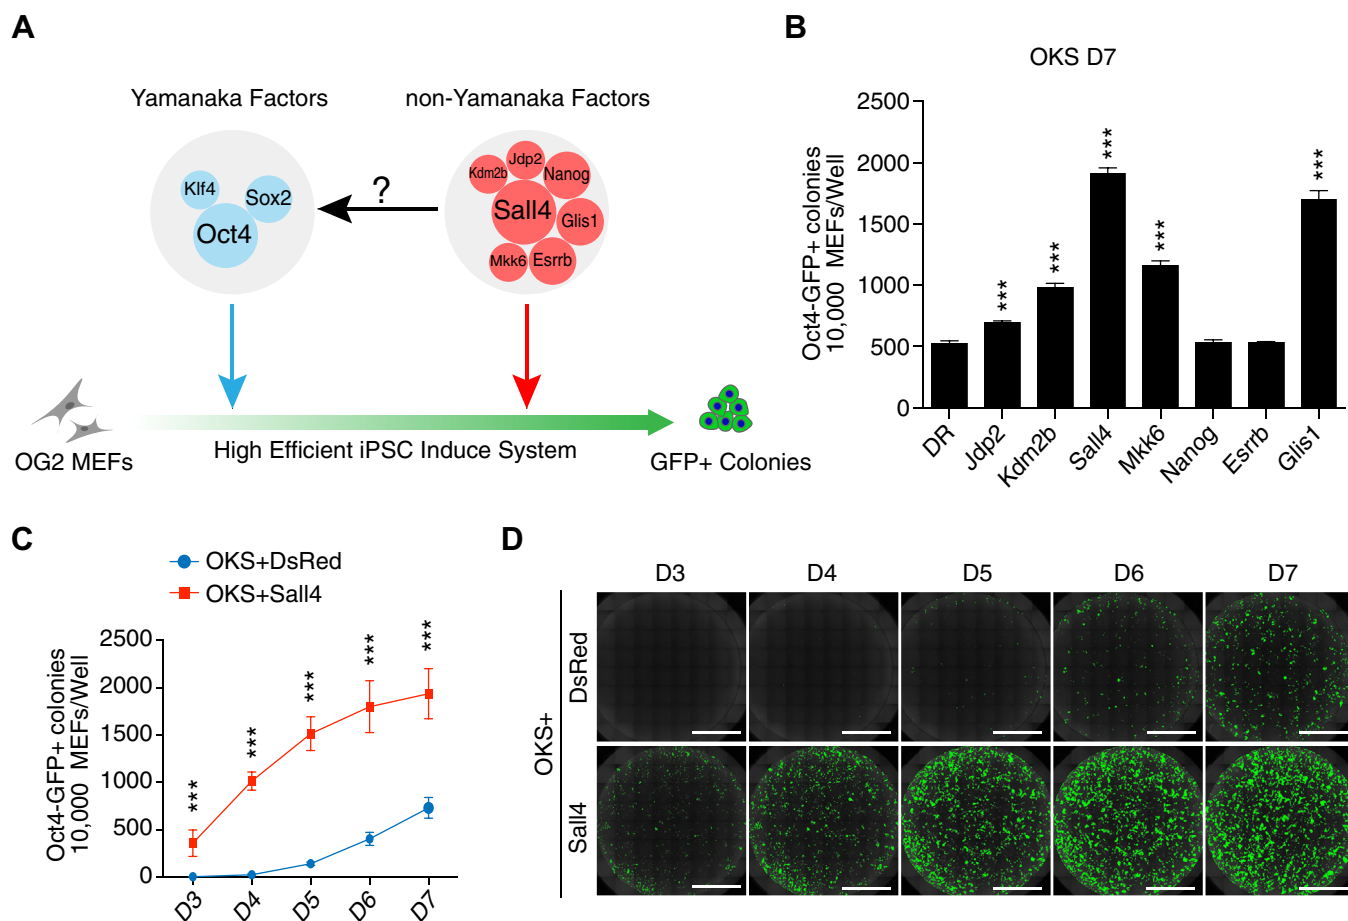 A
Yamanaka Factors
non-Yamanaka Factors
Klf4
Sox2
Oct4
?
Kdm2b
Jdp2
Nanog
Sall4
Glis1
Mkk6
Esrrb
OG2 MEFs
High Efficient iPSC Induce System
GFP+ Colonies
B
OKS D7
Oct4-GFP+ colonies
10,000 MEFs/Well
2500
2000
1500
1000
500
0
***
***
***
***
***
DR
Jdp2
Kdm2b
Sall4
Mkk6
Nanog
Esrrb
Glis1
C
OKS+DsRed
OKS+Sall4
Oct4-GFP+ colonies
10,000 MEFs/Well
2500
2000
1500
1000
500
0
***
***
***
***
***
D3
D4
D5
D6
D7
D
D3
D4
D5
D6
D7
OKS+
DsRed
Sall4